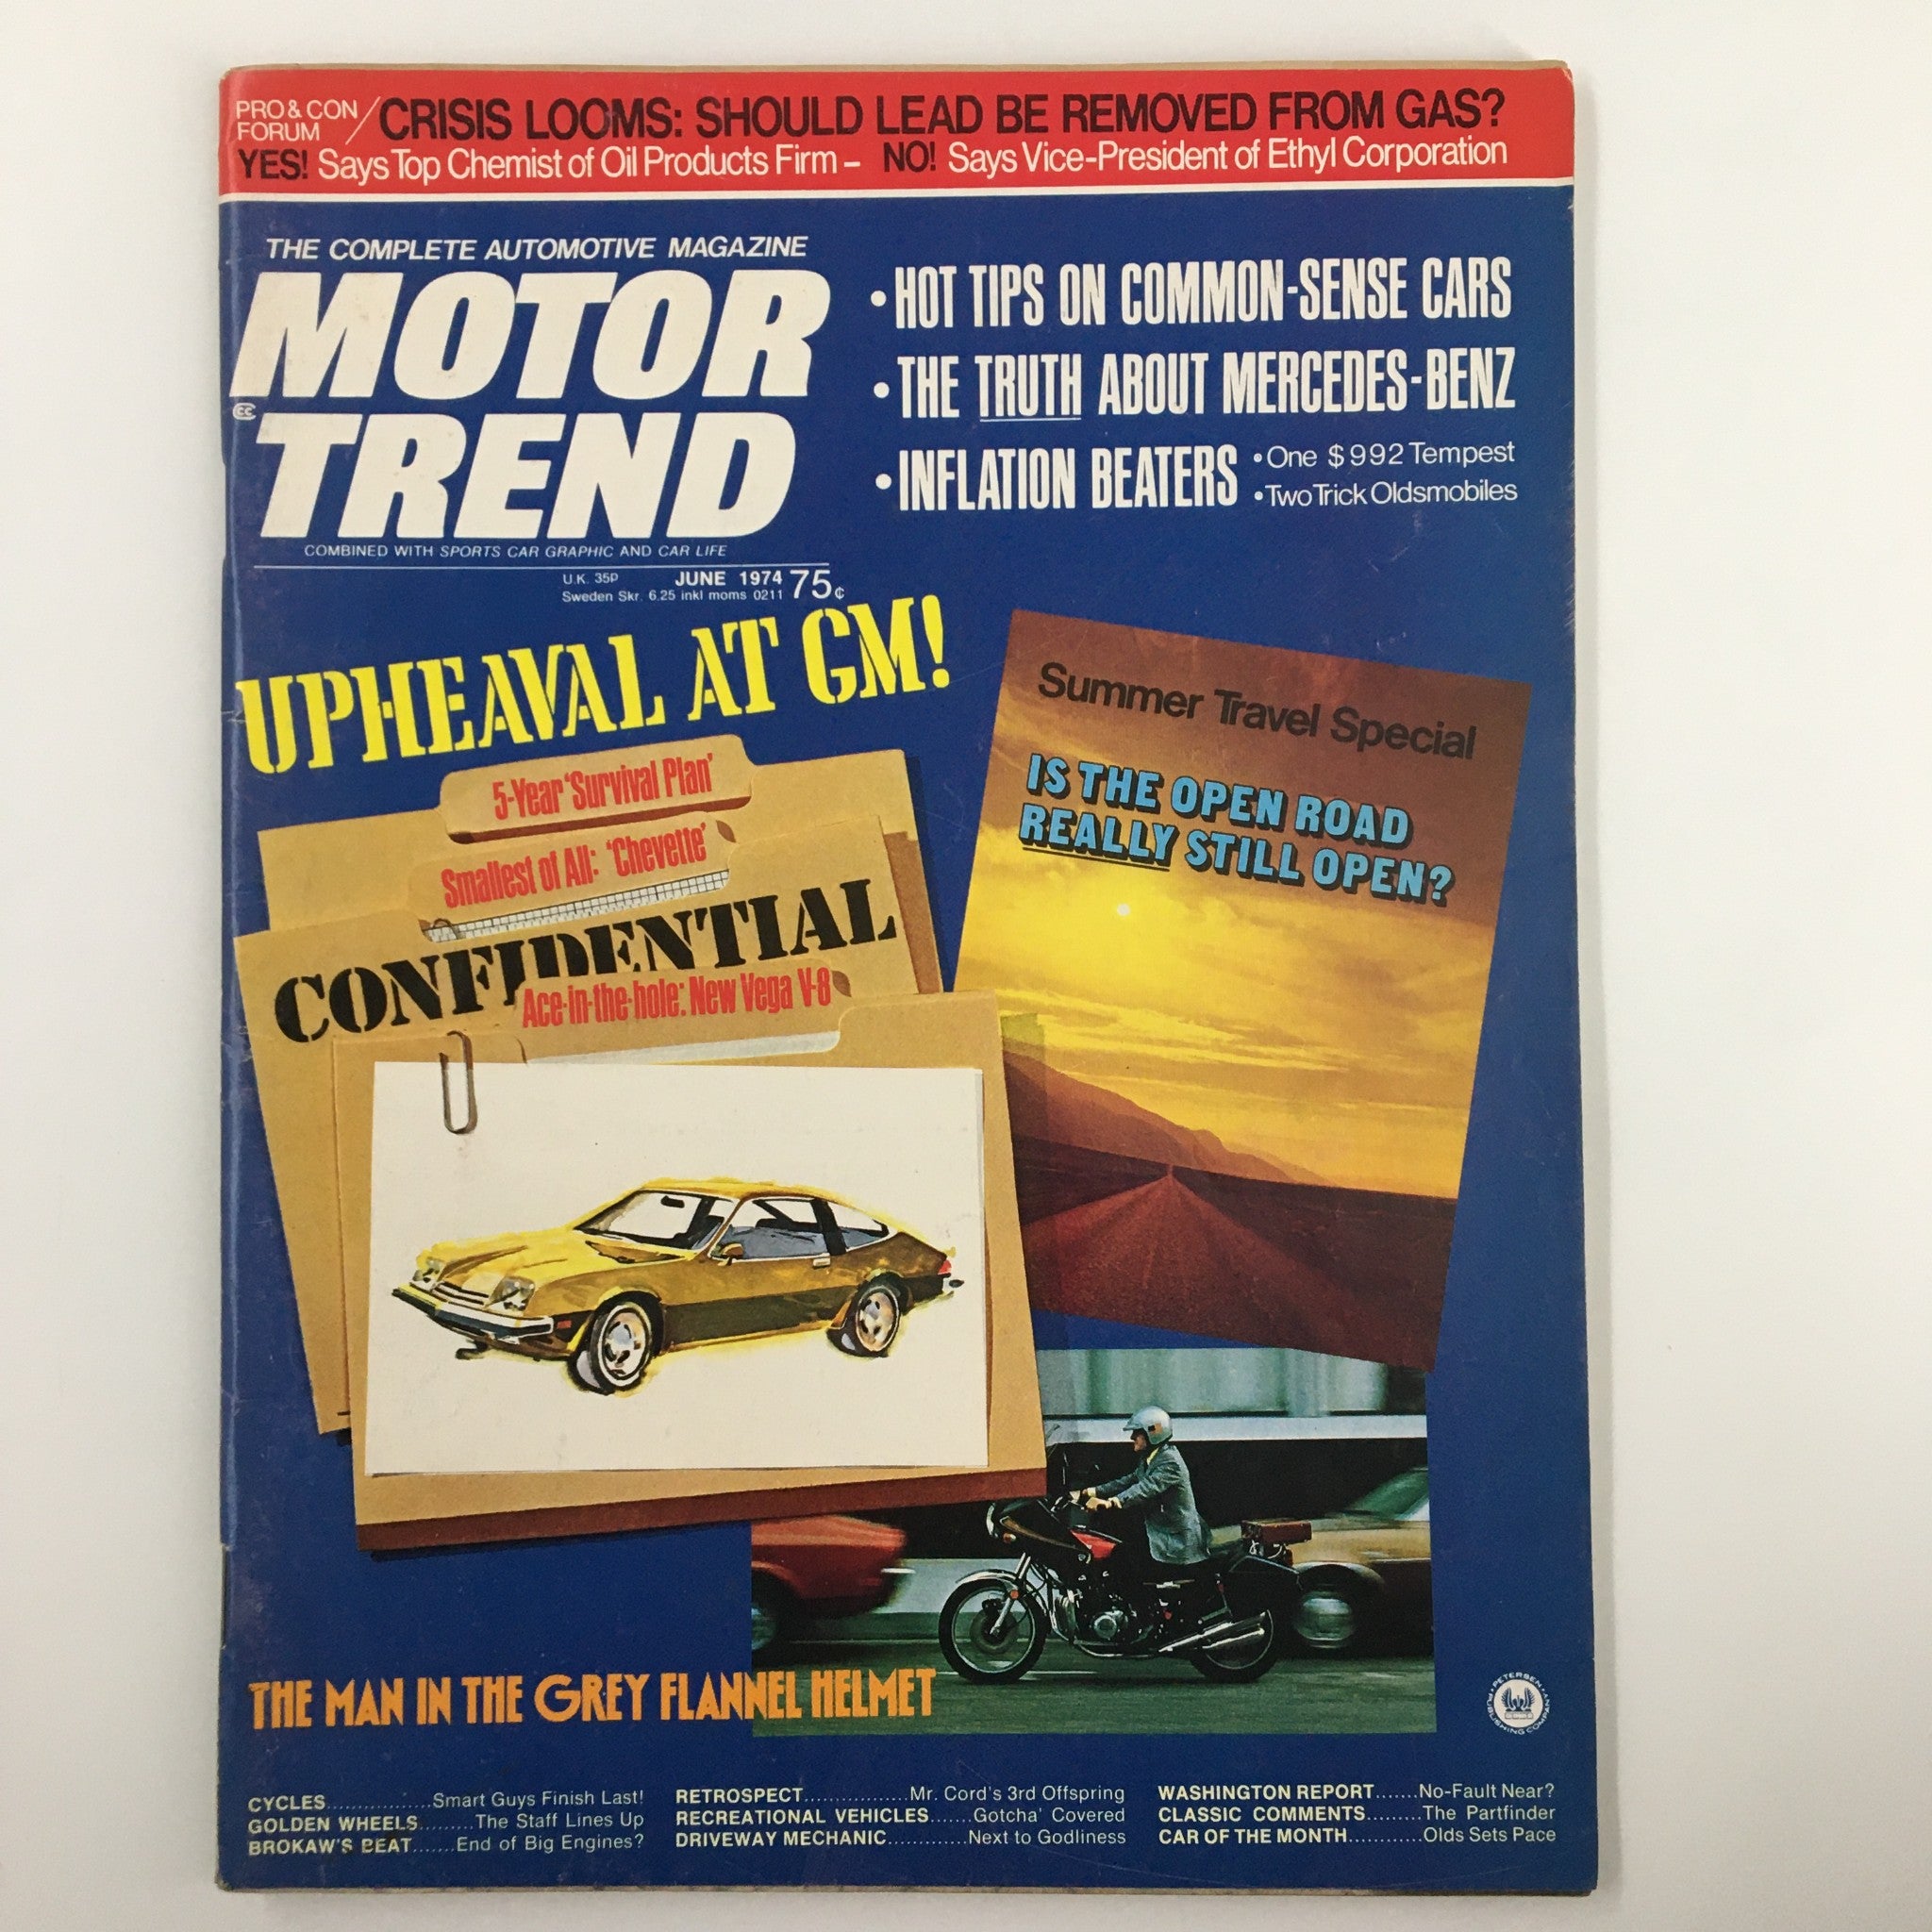 PRO & CON
FORUM
CRISIS LOOMS: SHOULD LEAD BE REMOVED FROM GAS?
YES! Says Top Chemist of Oil Products Firm – NO! Says Vice-President of Ethyl Corporation
THE COMPLETE AUTOMOTIVE MAGAZINE
MOTOR
TREND
CC
COMBINED WITH SPORTS CAR GRAPHIC AND CAR LIFE
U.K. 35P JUNE 1974 75¢
Sweden Skr. 6.25 inkl moms 0211
• HOT TIPS ON COMMON-SENSE CARS
• THE TRUTH ABOUT MERCEDES-BENZ
• INFLATION BEATERS
• One $992 Tempest
• Two Trick Oldsmobiles
UPHEAVAL AT GM!
5-Year 'Survival Plan'
Smallest of All: 'Chevette'
CONFIDENTIAL
Ace-in-the-hole: New Vega V-8
Summer Travel Special
IS THE OPEN ROAD
REALLY STILL OPEN?
THE MAN IN THE GREY FLANNEL HELMET
PETERSEN PUBLISHING COMPANY
CYCLES.................Smart Guys Finish Last!
GOLDEN WHEELS.........The Staff Lines Up
BROKAW'S BEAT.......End of Big Engines?
RETROSPECT.................Mr. Cord's 3rd Offspring
RECREATIONAL VEHICLES.......Gotcha' Covered
DRIVEWAY MECHANIC.............Next to Godliness
WASHINGTON REPORT.......No-Fault Near?
CLASSIC COMMENTS.........The Partfinder
CAR OF THE MONTH............Olds Sets Pace